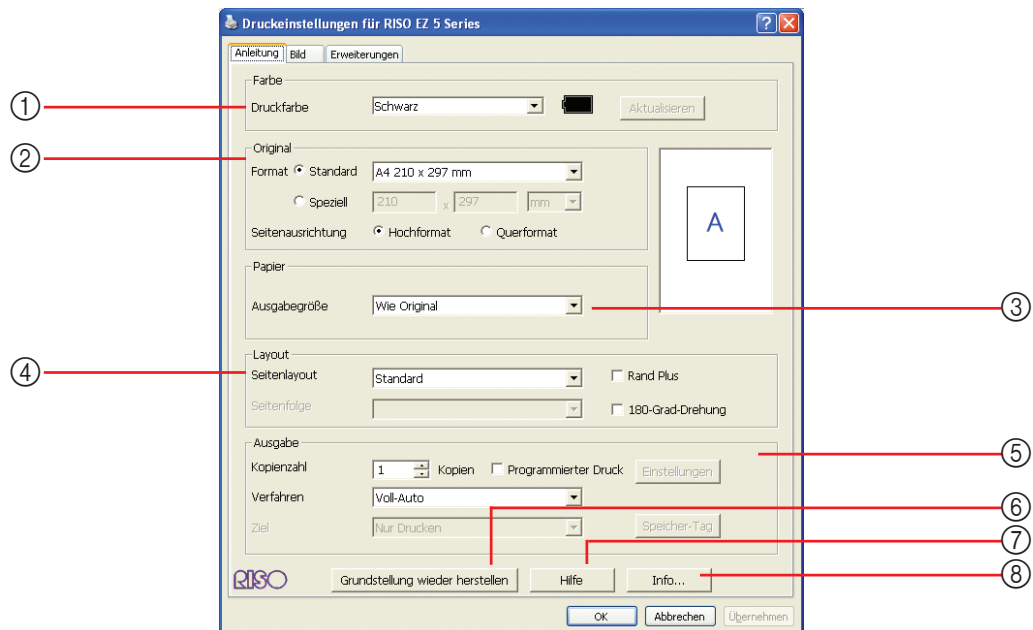 Druckeinstellungen für RISO EZ 5 Series
Anleitung Bild Erweiterungen
Farbe
① Druckfarbe Schwarz Aktualisieren
② Original
Format Standard A4 210 x 297 mm
Speziell 210 x 297 mm
Seitenausrichtung Hochformat Querformat
A
Papier
Ausgabegröße Wie Original ③
Layout
④ Seitenlayout Standard Rand Plus
Seitenfolge 180-Grad-Drehung
Ausgabe ⑤
Kopienzahl 1 Kopien Programmierter Druck Einstellungen
Verfahren Voll-Auto ⑥
Ziel Nur Drucken Speicher-Tag ⑦
RISO Grundstellung wieder herstellen Hilfe Info... ⑧
OK Abbrechen Übernehmen